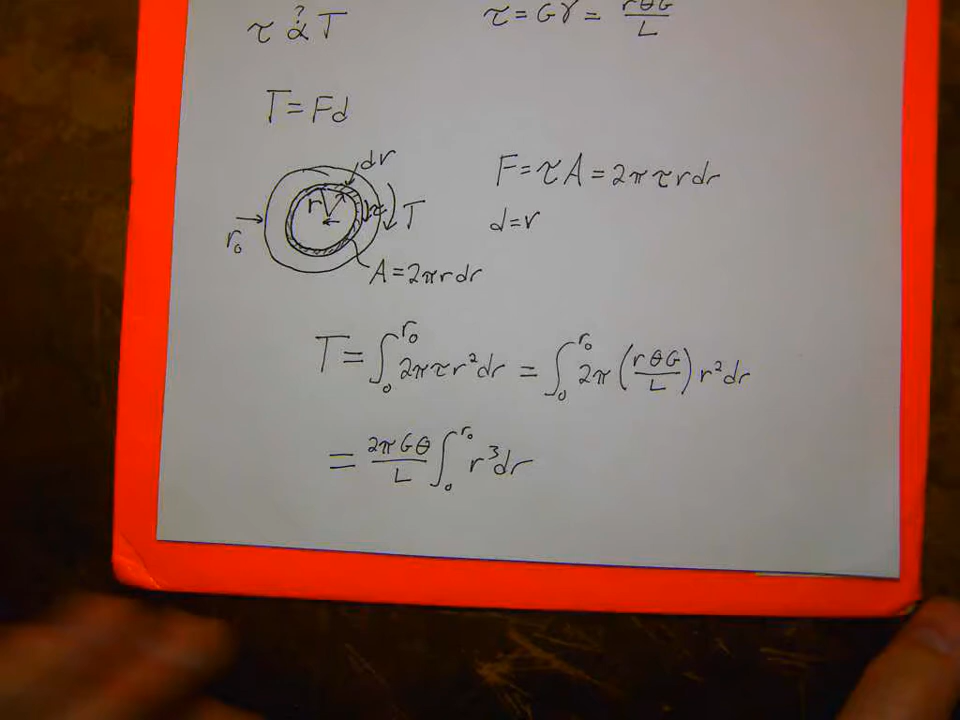 τ ?α T
τ = Gγ = rθG/L
T = Fd
dr
r
τ
T
r₀
A = 2πrdr
F = τA = 2πτrdr
d = r
T = ∫₀^r₀ 2πτr²dr = ∫₀^r₀ 2π(rθG/L)r²dr
= 2πGθ/L ∫₀^r₀ r³dr